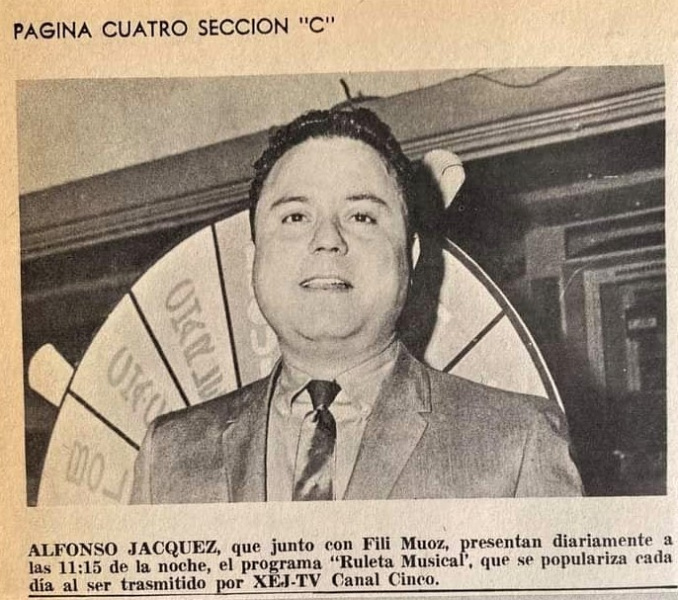 PAGINA CUATRO SECCION "C"
ALFONSO JACQUEZ, que junto con Fili Muoz, presentan diariamente a
las 11:15 de la noche, el programa "Ruleta Musical', que se populariza cada
día al ser trasmitido por XEJ-TV Canal Cinco.